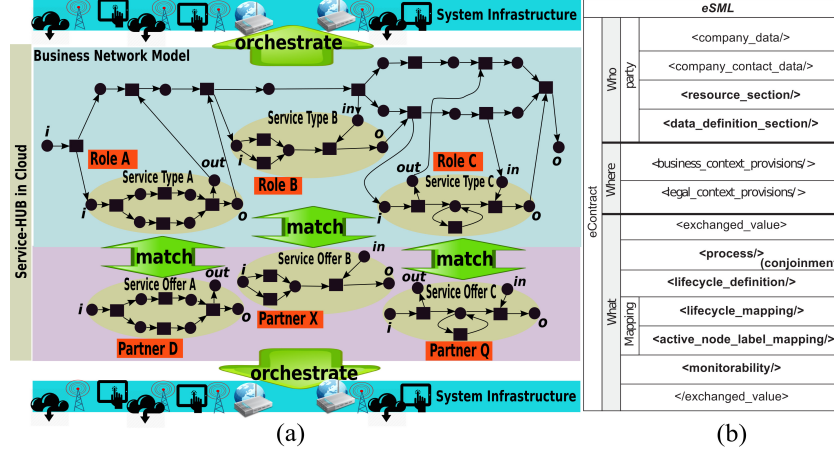 System Infrastructure
orchestrate
Business Network Model
Service-HUB in Cloud
i
Role A
Service Type A
out
i
o
Service Type B
in
i
o
Role B
Role C
out
in
Service Type C
i
o
o
match
match
match
Service Offer A
out
i
o
Partner D
Service Offer B
in
i
o
Partner X
out
in
Service Offer C
i
o
Partner Q
orchestrate
System Infrastructure
(a)
eSML
eContract
Who
party
<company_data/>
<company_contact_data/>
<resource_section/>
<data_definition_section/>
Where
<business_context_provisions/>
<legal_context_provisions/>
What
<exchanged_value>
<process/>
(conjoinment
<lifecycle_definition/>
Mapping
<lifecycle_mapping/>
<active_node_label_mapping/>
<monitorability/>
</exchanged_value>
(b)